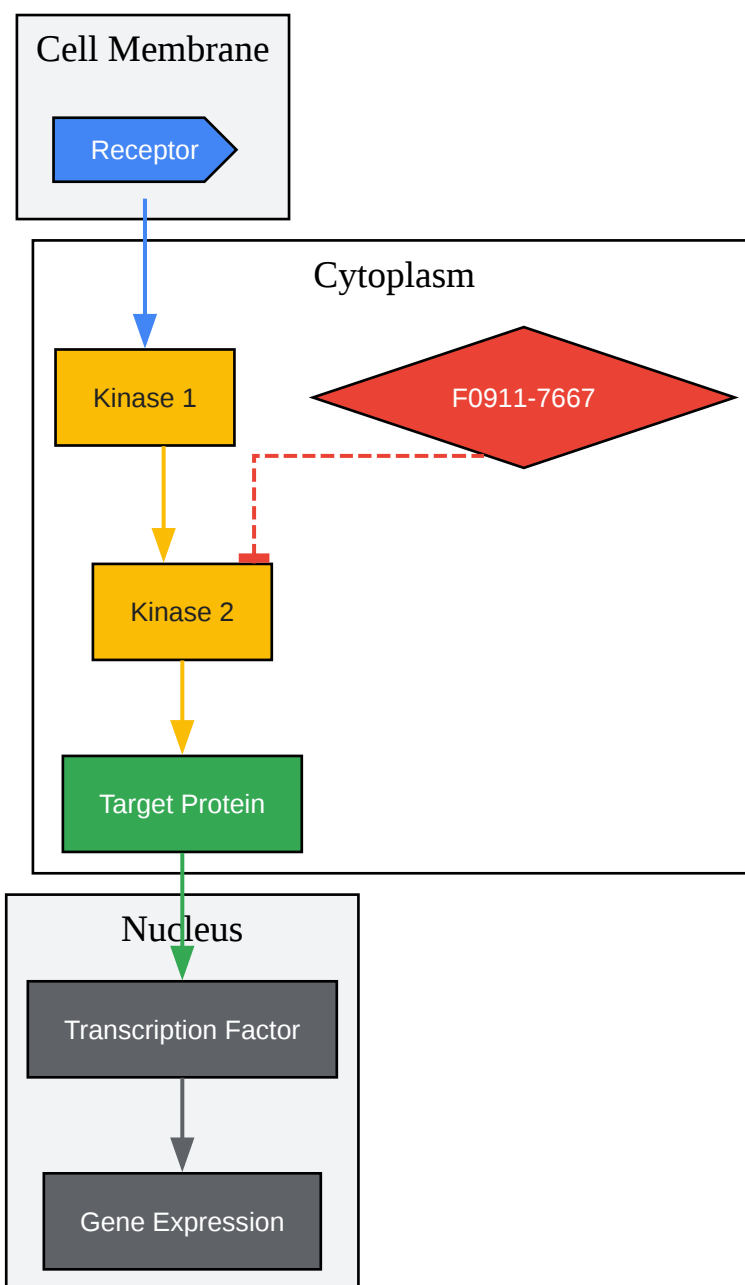 Cell Membrane
Receptor
Cytoplasm
Kinase 1
F0911-7667
Kinase 2
Target Protein
Nucleus
Transcription Factor
Gene Expression